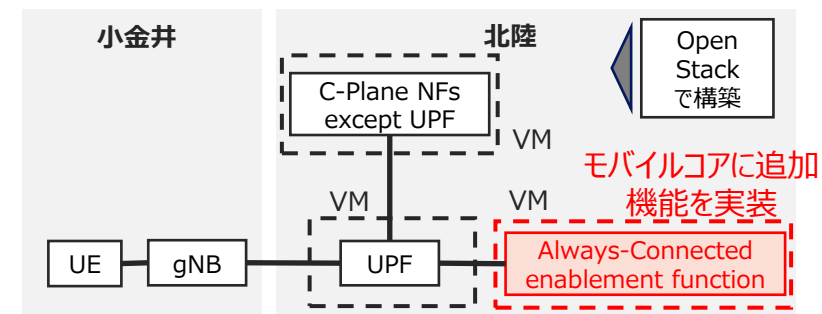 小金井
北陸
Open
Stack
で構築
C-Plane NFs
except UPF
VM
モバイルコアに追加
機能を実装
VM
VM
UE
gNB
UPF
Always-Connected
enablement function